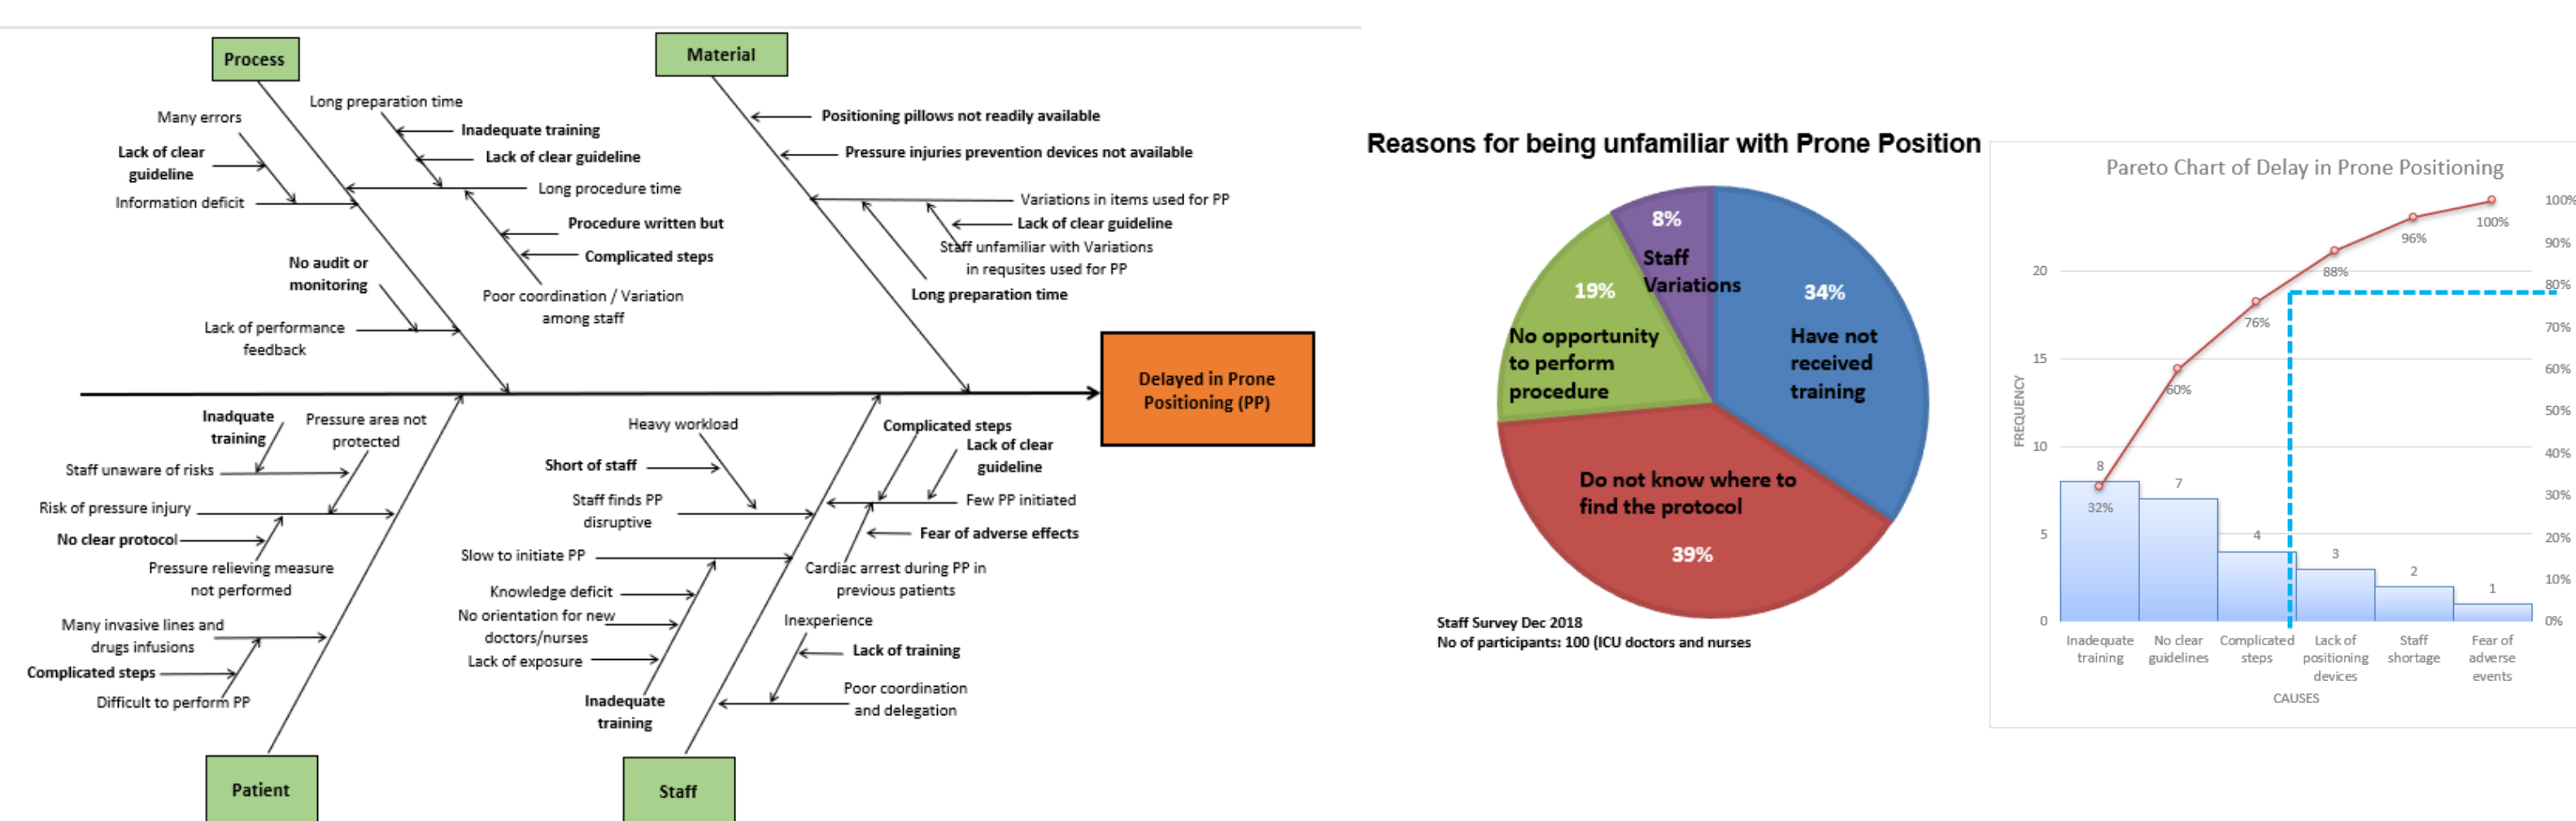 Process
Many errors
Lack of clear
guideline
Information deficit
Long preparation time
Inadequate training
Lack of clear guideline
Long procedure time
Procedure written but
Complicated steps
Poor coordination / Variation
among staff
No audit or
monitoring
Lack of performance
feedback
Material
Positioning pillows not readily available
Pressure injuries prevention devices not available
Variations in items used for PP
Lack of clear guideline
Staff unfamiliar with Variations
in requsites used for PP
Long preparation time
Delayed in Prone
Positioning (PP)
Inadquate
training
Pressure area not
protected
Staff unaware of risks
Risk of pressure injury
No clear protocol
Pressure relieving measure
not performed
Many invasive lines and
drugs infusions
Complicated steps
Difficult to perform PP
Patient
Heavy workload
Short of staff
Staff finds PP
disruptive
Slow to initiate PP
Knowledge deficit
No orientation for new
doctors/nurses
Lack of exposure
Inadequate
training
Complicated steps
Lack of clear
guideline
Few PP initiated
Fear of adverse effects
Cardiac arrest during PP in
previous patients
Inexperience
Lack of training
Poor coordination
and delegation
Staff
Reasons for being unfamiliar with Prone Position
8%
Staff
Variations
34%
Have not
received
training
19%
No opportunity
to perform
procedure
Do not know where to
find the protocol
39%
Staff Survey Dec 2018
No of participants: 100 (ICU doctors and nurses
Pareto Chart of Delay in Prone Positioning
FREQUENCY
20
15
10
5
0
100%
90%
80%
70%
60%
50%
40%
30%
20%
10%
0%
32%
60%
76%
88%
96%
100%
8
7
4
3
2
1
Inadequate
training
No clear
guidelines
Complicated
steps
Lack of
positioning
devices
Staff
shortage
Fear of
adverse
events
CAUSES